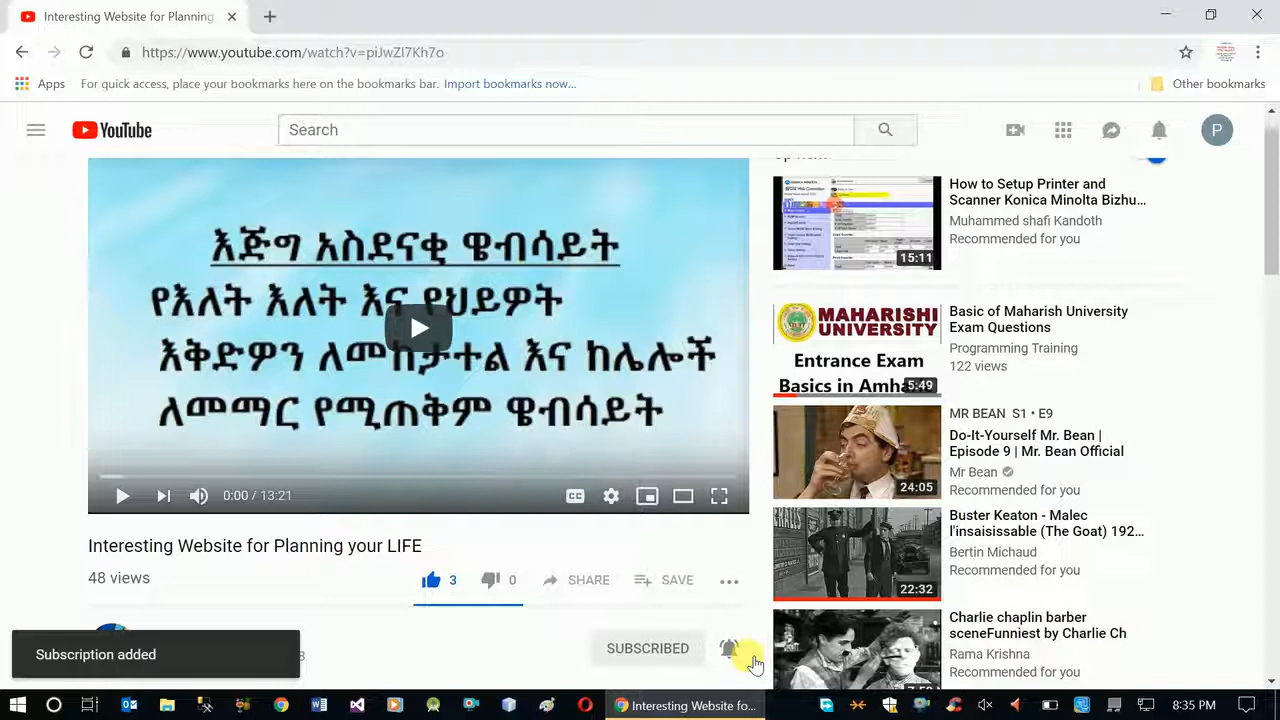 Interesting Website for Planning
https://www.youtube.com/watch?v=piJwZI7Kh7o
Apps For quick access, place your bookmarks here on the bookmarks bar. Import bookmarks now... Other bookmarks
YouTube
Search
P
እጅግ አስደናቂ ዌብሳይት
የእለት እለት እና የህይዎት
እቅድዎን ለመከታተል እና ከሌሎች
ለመማር የሚጠቅም ዌብሳይት
0:00 / 13:21
Interesting Website for Planning your LIFE
48 views
3 0 SHARE SAVE
Subscription added
SUBSCRIBED
15:11
How to Setup Printer and
Scanner Konica Minolta Bizhu...
Muhammed shafi Kandoth
Recommended for you
MAHARISHI
UNIVERSITY
Entrance Exam
Basics in Amha
5:49
Basic of Maharish University
Exam Questions
Programming Training
122 views
24:05
MR BEAN S1 • E9
Do-It-Yourself Mr. Bean |
Episode 9 | Mr. Bean Official
Mr Bean
Recommended for you
22:32
Buster Keaton - Malec
l'insaisissable (The Goat) 192...
Bertin Michaud
Recommended for you
Charlie chaplin barber
sceneFunniest by Charlie Ch
Rama Krishna
Recommended for you
Interesting Website fo...
8:35 PM